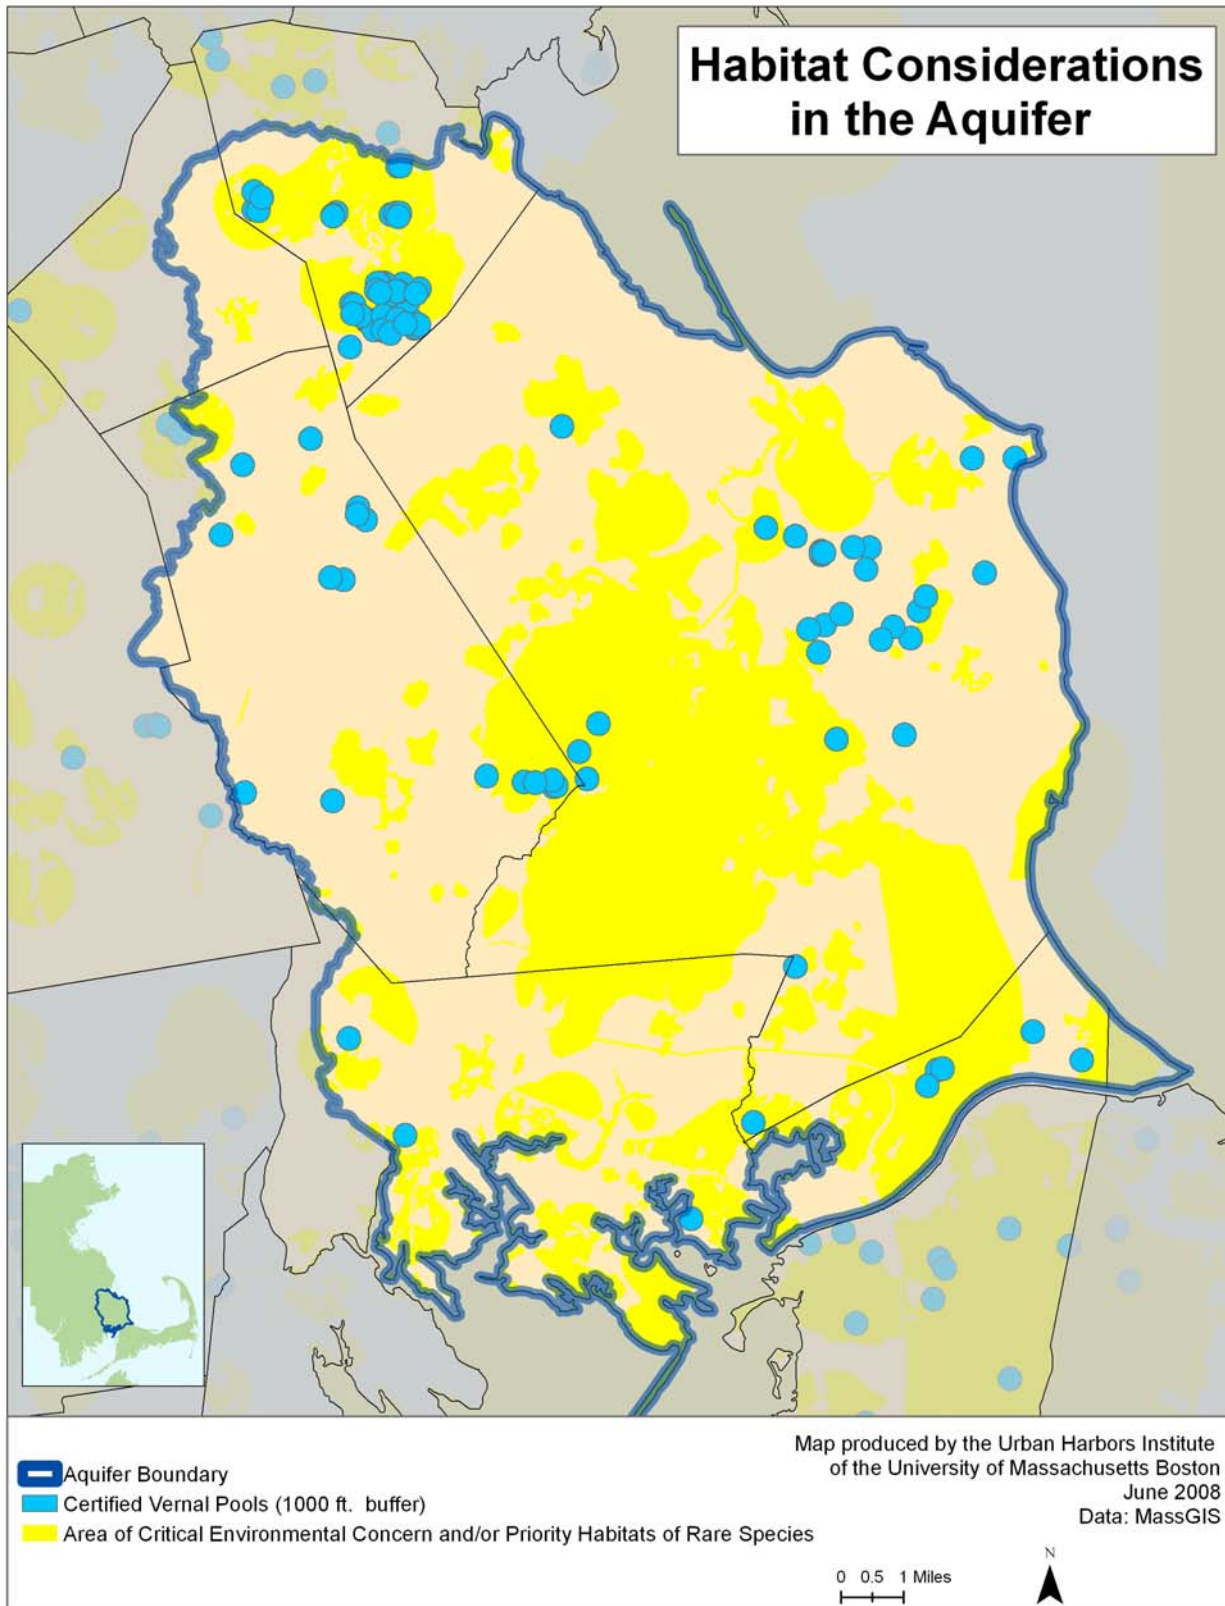 Habitat Considerations
in the Aquifer
Aquifer Boundary
Certified Vernal Pools (1000 ft. buffer)
Area of Critical Environmental Concern and/or Priority Habitats of Rare Species
Map produced by the Urban Harbors Institute
of the University of Massachusetts Boston
June 2008
Data: MassGIS
0 0.5 1 Miles
N